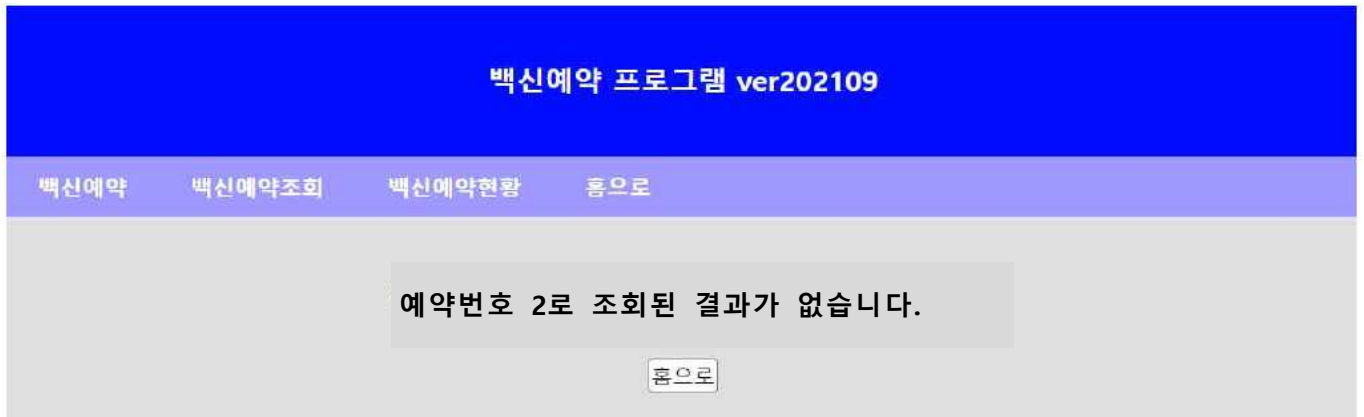 백신예약 프로그램 ver202109
백신예약 백신예약조회 백신예약현황 홈으로
예약번호 2로 조회된 결과가 없습니다.
홈으로